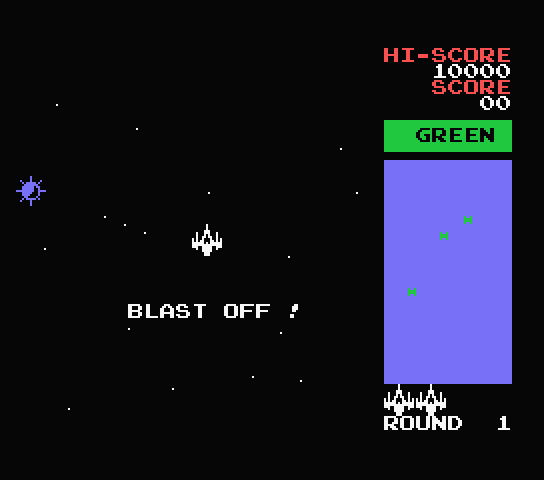 HI-SCORE
10000
SCORE
00
GREEN
BLAST OFF !
ROUND 1